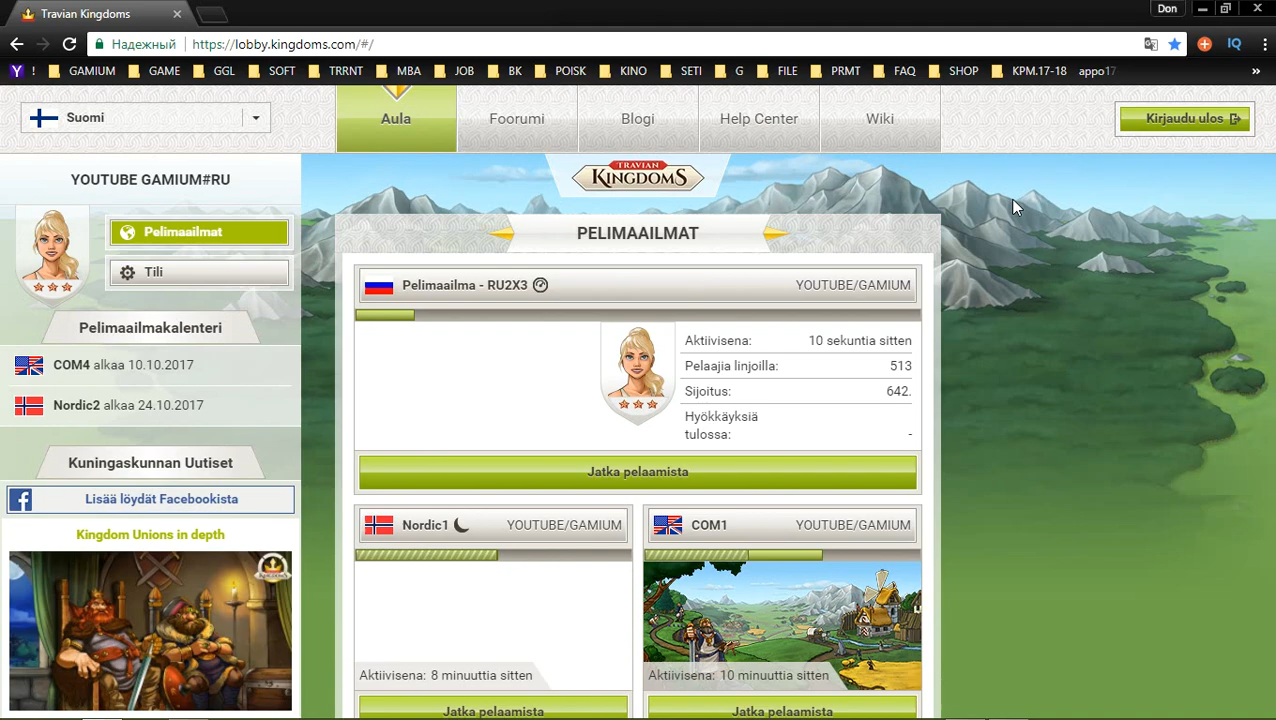 Travian Kingdoms
Don
Надежный
https://lobby.kingdoms.com/#/
IQ
Y ! GAMIUM GAME GGL SOFT TRRNT MBA JOB BK POISK KINO SETI G FILE PRMT FAQ SHOP KPM.17-18 appo17 »
Suomi
Aula
Foorumi
Blogi
Help Center
Wiki
Kirjaudu ulos
YOUTUBE GAMIUM#RU
Pelimaailmat
Tili
Pelimaailmakalenteri
COM4 alkaa 10.10.2017
Nordic2 alkaa 24.10.2017
Kuningaskunnan Uutiset
Lisää löydät Facebookista
Kingdom Unions in depth
TRAVIAN
KINGDOMS
PELIMAAILMAT
Pelimaailma - RU2X3
YOUTUBE/GAMIUM
Aktiivisena: 10 sekuntia sitten
Pelaajia linjoilla: 513
Sijoitus: 642.
Hyökkäyksiä
tulossa: -
Jatka pelaamista
Nordic1 YOUTUBE/GAMIUM
Aktiivisena: 8 minuuttia sitten
Jatka pelaamista
COM1 YOUTUBE/GAMIUM
Aktiivisena: 10 minuuttia sitten
Jatka pelaamista